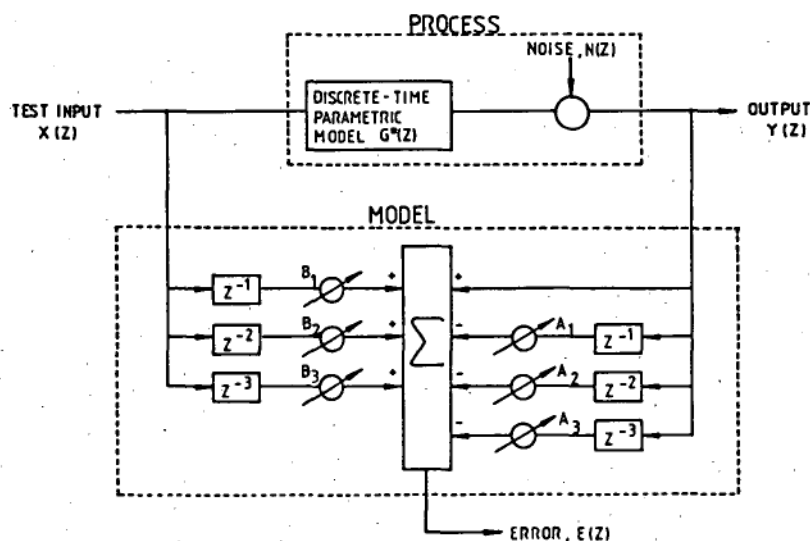 PROCESS
NOISE, N(Z)
TEST INPUT
X(Z)
DISCRETE-TIME
PARAMETRIC
MODEL G*(Z)
OUTPUT
Y(Z)
MODEL
Z⁻¹
B₁
+
+
Z⁻²
B₂
+
Σ
-
A₁
Z⁻¹
Z⁻³
B₃
+
-
A₂
Z⁻²
-
A₃
Z⁻³
ERROR, E(Z)